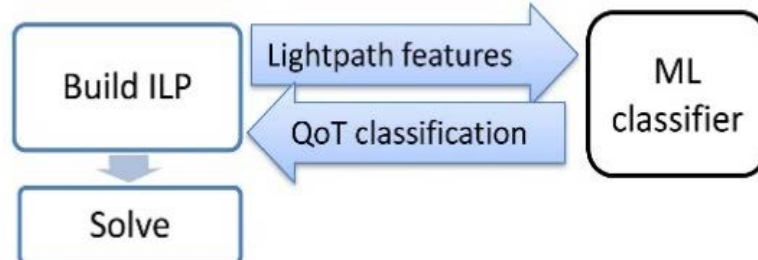 Build ILP
Lightpath features
QoT classification
ML
classifier
Solve